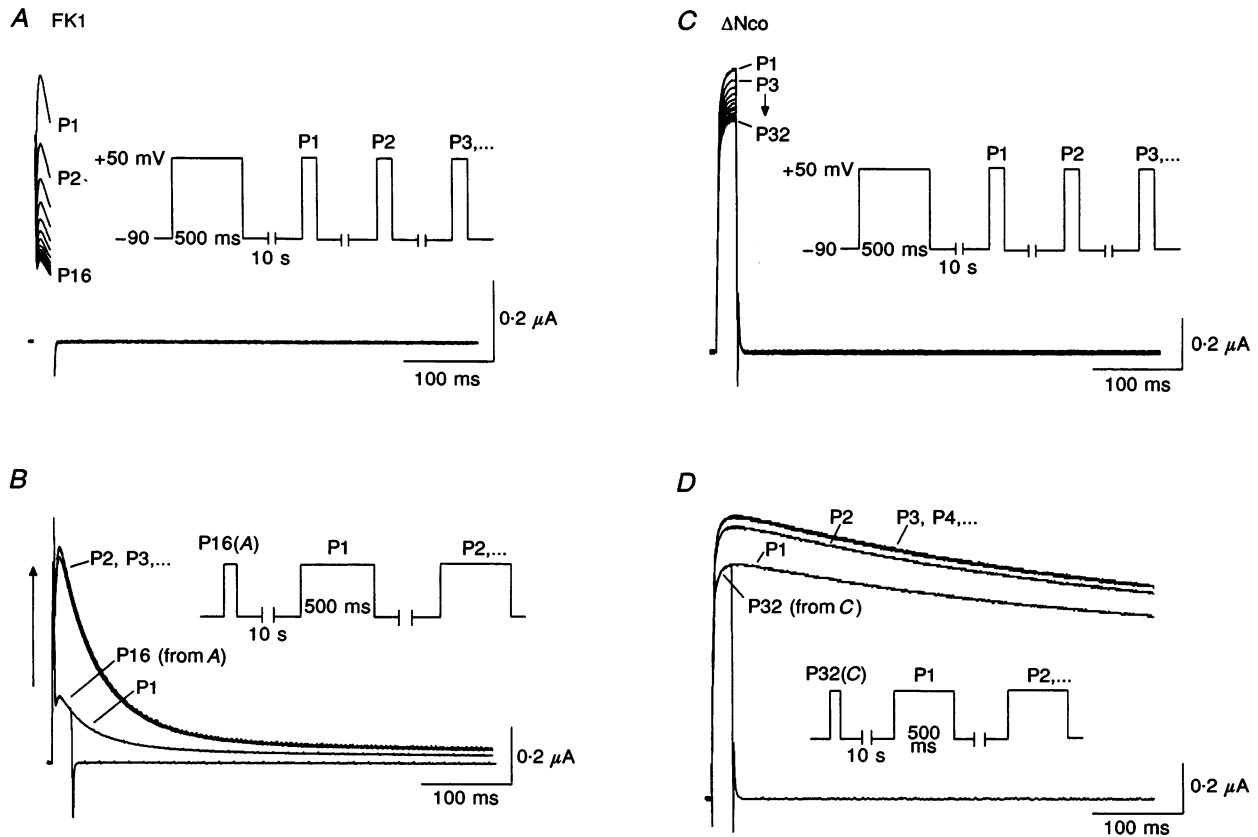 A FK1
P1
P2
P16
+50 mV
-90
500 ms
10 s
P1
P2
P3,...
0·2 μA
100 ms
B
P2, P3,...
P16 (from A)
P1
P16(A)
P1
P2,...
500 ms
10 s
0·2 μA
100 ms
C ΔNco
P1
P3
P32
+50 mV
-90
500 ms
10 s
P1
P2
P3,...
0·2 μA
100 ms
D
P2
P3, P4,...
P1
P32 (from C)
P32(C)
P1
P2,...
500
ms
10 s
0·2 μA
100 ms